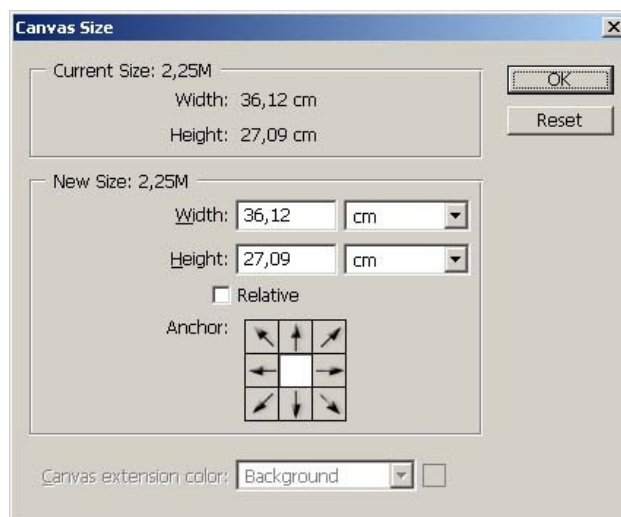 Canvas Size
Current Size: 2,25M
Width: 36,12 cm
Height: 27,09 cm
OK
Reset
New Size: 2,25M
Width: 36,12 cm
Height: 27,09 cm
Relative
Anchor:
Canvas extension color: Background